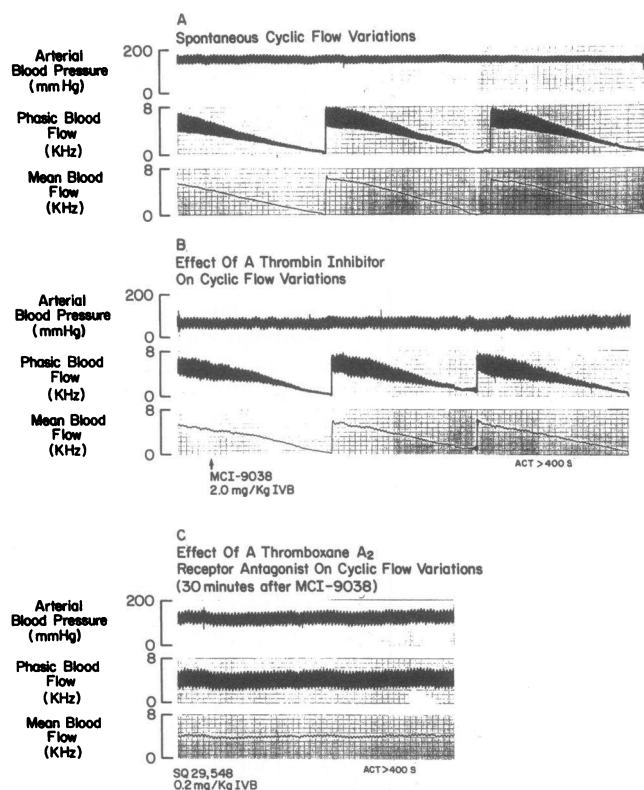 A
Spontaneous Cyclic Flow Variations
Arterial
Blood Pressure
(mm Hg)
200
0
Phasic Blood
Flow
(KHz)
8
0
Mean Blood
Flow
(KHz)
8
0
B
Effect Of A Thrombin Inhibitor
On Cyclic Flow Variations
Arterial
Blood Pressure
(mmHg)
200
0
Phasic Blood
Flow
(KHz)
8
0
Mean Blood
Flow
(KHz)
8
0
MCI-9038
2.0 mg/Kg IVB
ACT > 400 S
C
Effect Of A Thromboxane A2
Receptor Antagonist On Cyclic Flow Variations
(30 minutes after MCI-9038)
Arterial
Blood Pressure
(mmHg)
200
0
Phasic Blood
Flow
(KHz)
8
0
Mean Blood
Flow
(KHz)
8
0
SQ 29,548
0.2 mg/Kg IVB
ACT > 400 S